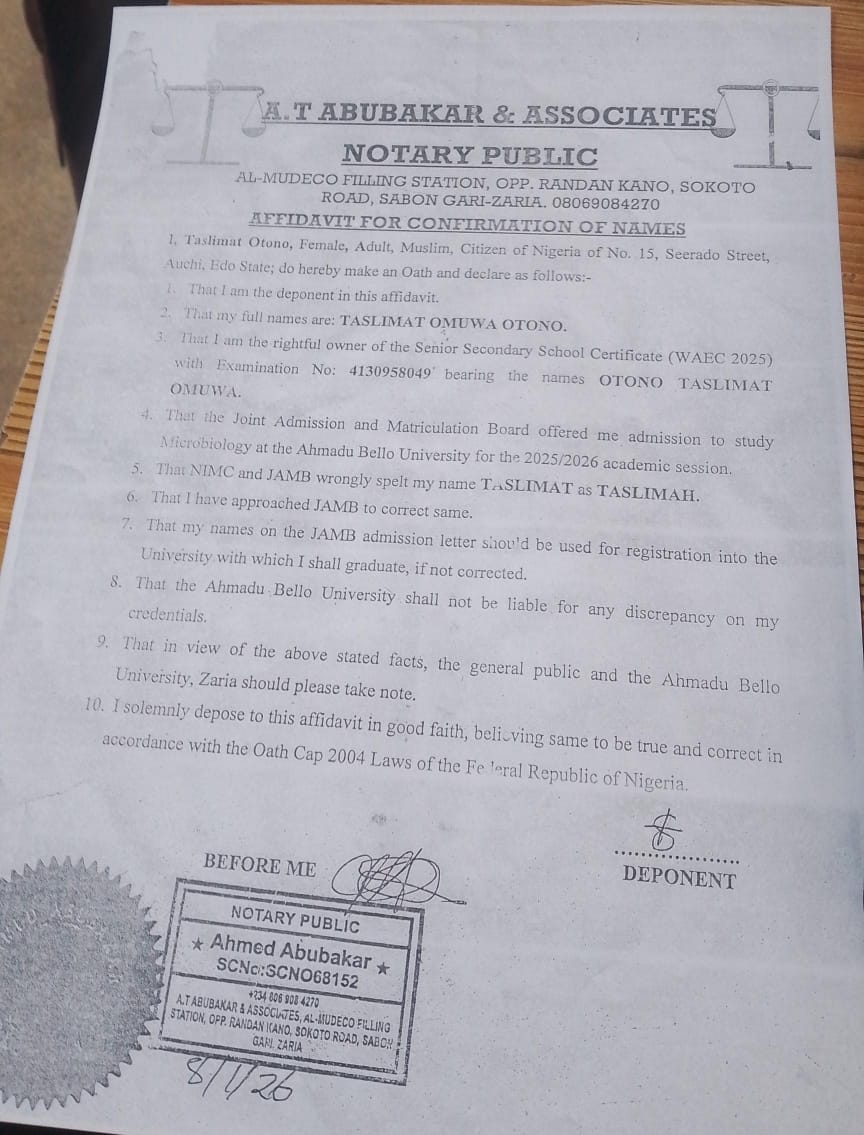 A.T ABUBAKAR & ASSOCIATES
NOTARY PUBLIC
AL-MUDECO FILLING STATION, OPP. RANDAN KANO, SOKOTO
ROAD, SABON GARI-ZARIA. 08069084270
AFFIDAVIT FOR CONFIRMATION OF NAMES
I, Taslimat Otono, Female, Adult, Muslim, Citizen of Nigeria of No. 15, Seerado Street,
Auchi, Edo State; do hereby make an Oath and declare as follows:-
1. That I am the deponent in this affidavit.
2. That my full names are: TASLIMAT OMUWA OTONO.
3. That I am the rightful owner of the Senior Secondary School Certificate (WAEC 2025)
with Examination No: 4130958049 bearing the names OTONO TASLIMAT
OMUWA.
4. That the Joint Admission and Matriculation Board offered me admission to study
Microbiology at the Ahmadu Bello University for the 2025/2026 academic session.
5. That NIMC and JAMB wrongly spelt my name TASLIMAT as TASLIMAH.
6. That I have approached JAMB to correct same.
7. That my names on the JAMB admission letter should be used for registration into the
University with which I shall graduate, if not corrected.
8. That the Ahmadu Bello University shall not be liable for any discrepancy on my
credentials.
9. That in view of the above stated facts, the general public and the Ahmadu Bello
University, Zaria should please take note.
10. I solemnly depose to this affidavit in good faith, believing same to be true and correct in
accordance with the Oath Cap 2004 Laws of the Federal Republic of Nigeria.
BEFORE ME
DEPONENT
NOTARY PUBLIC
★ Ahmed Abubakar ★
SCNo:SCNO68152
+234 806 908 4270
A.T ABUBAKAR & ASSOCIATES, AL-MUDECO FILLING
STATION, OPP. RANDAN KANO, SOKOTO ROAD, SABON
GARI, ZARIA
8/1/26